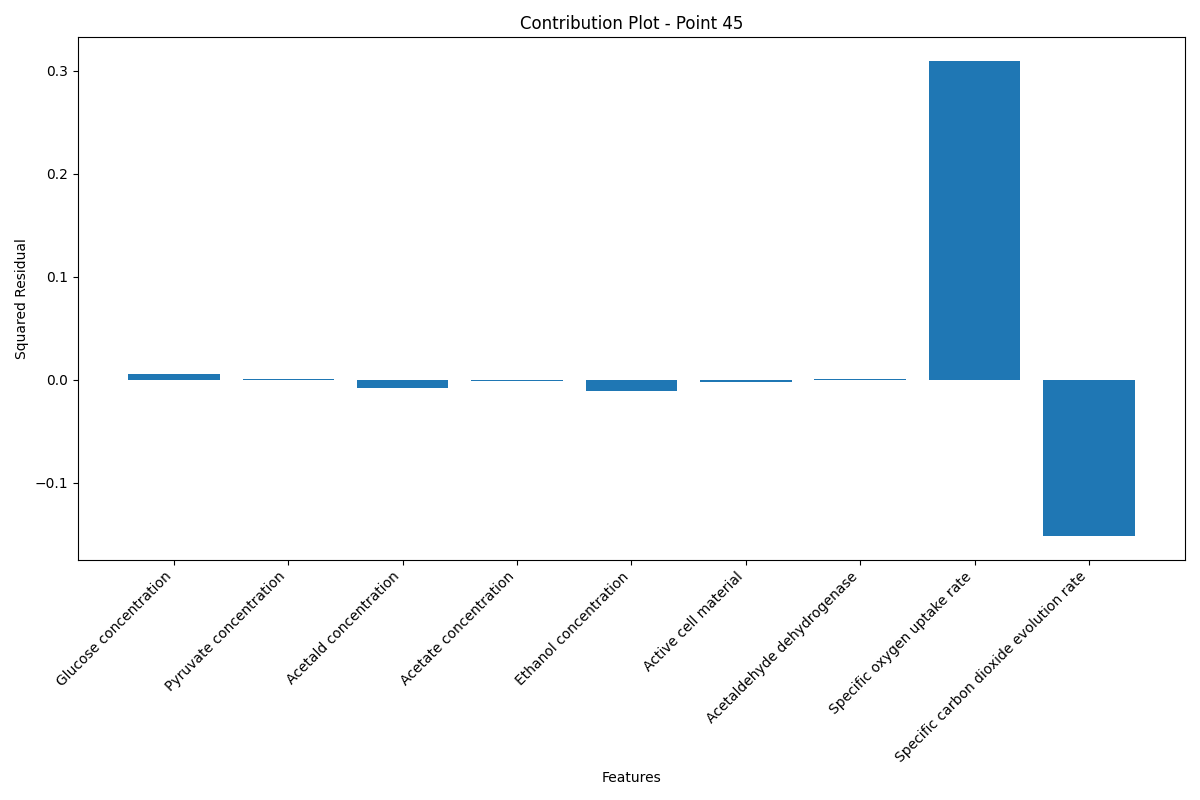 Contribution Plot - Point 45
Squared Residual
0.3
0.2
0.1
0.0
−0.1
Glucose concentration
Pyruvate concentration
Acetald concentration
Acetate concentration
Ethanol concentration
Active cell material
Acetaldehyde dehydrogenase
Specific oxygen uptake rate
Specific carbon dioxide evolution rate
Features